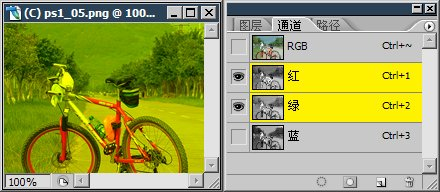 (C) ps1_05.png @ 100...
100%
图层 通道 路径
RGB Ctrl+~
红 Ctrl+1
绿 Ctrl+2
蓝 Ctrl+3